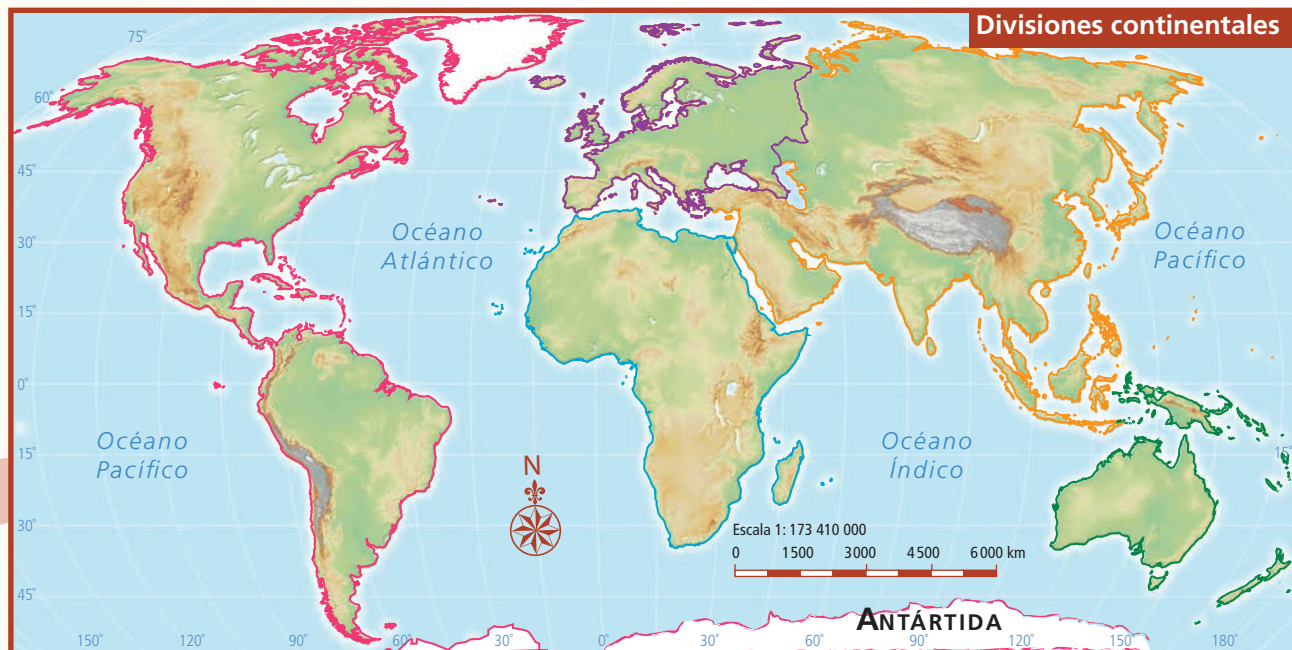 Divisiones continentales
75°
60°
45°
30°
15°
0°
15°
30°
45°
Océano
Atlántico
Océano
Pacífico
Océano
Pacífico
Océano
Índico
15°
N
Escala 1: 173 410 000
0 1500 3000 4500 6000 km
ANTÁRTIDA
150° 120° 90° 60° 30° 0° 30° 60° 90° 120° 150° 180°